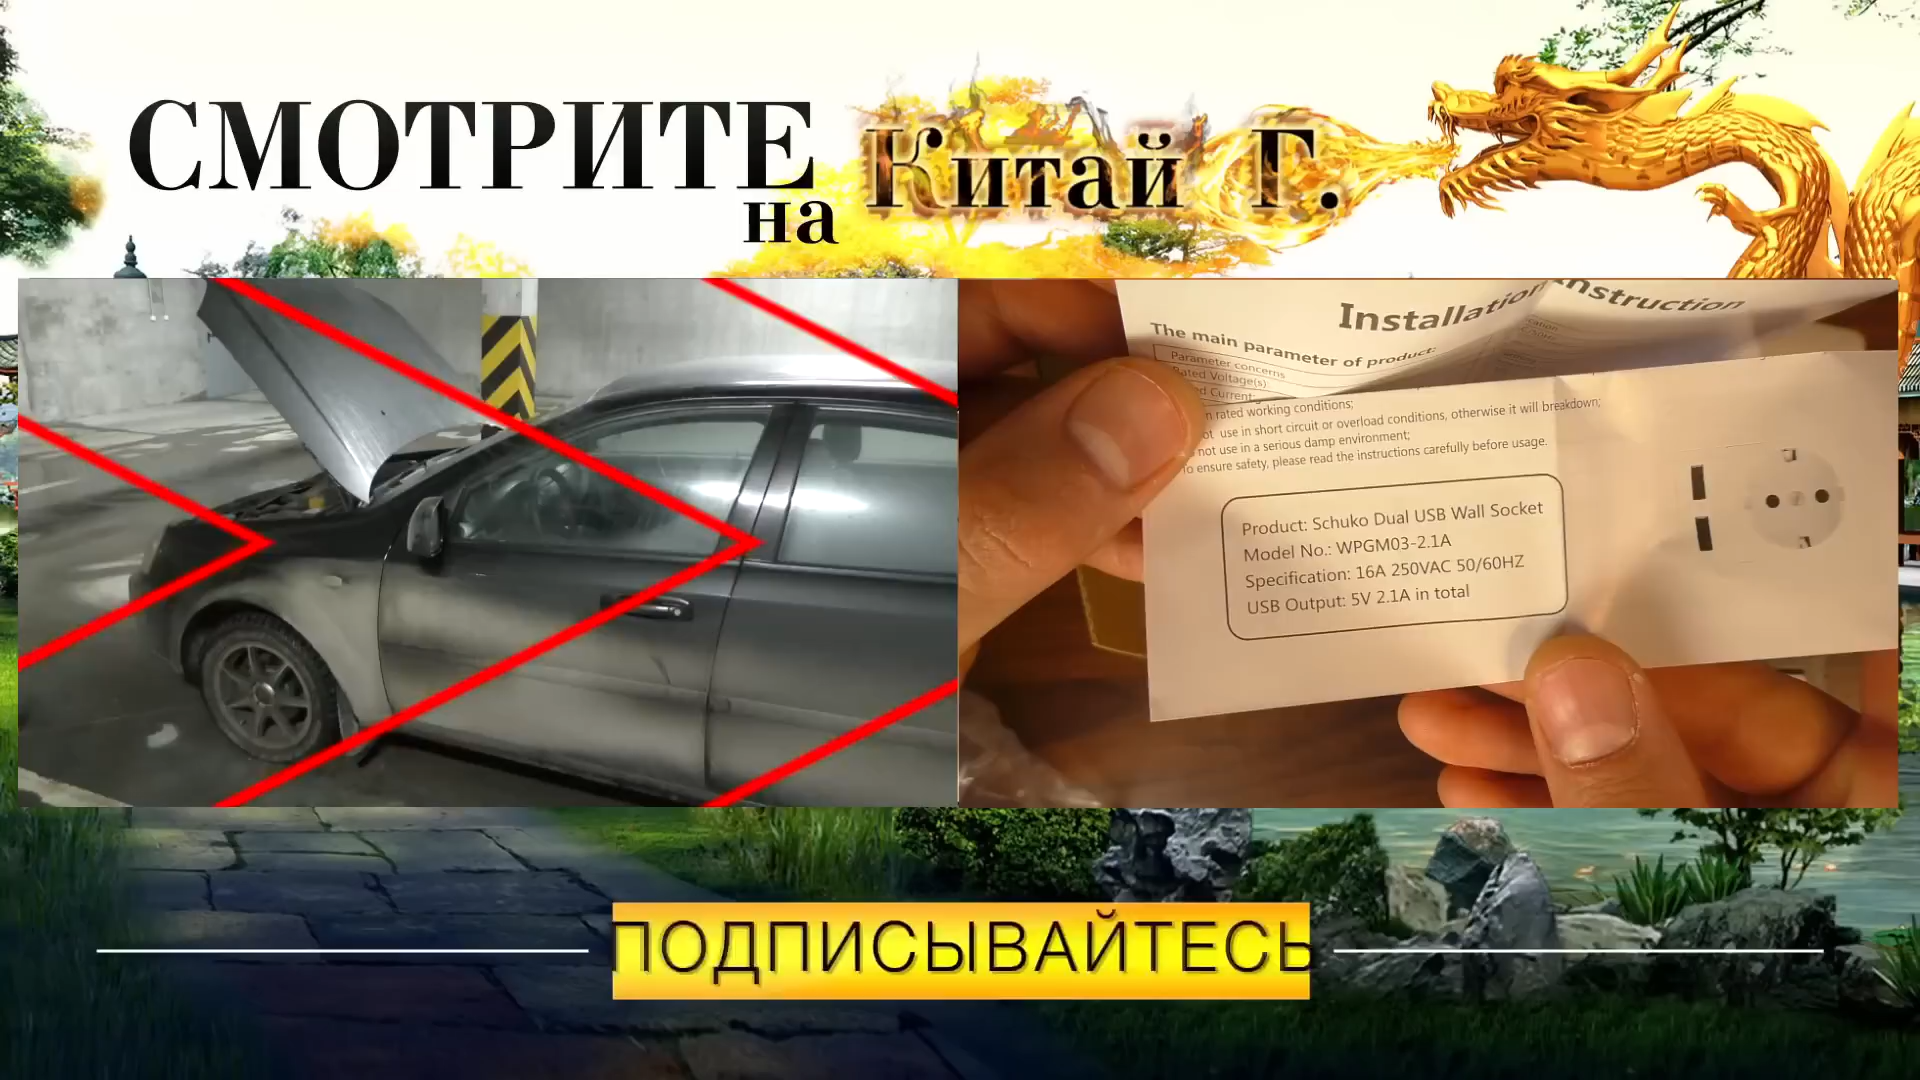 СМОТРИТЕ
на
Китай Г.
Installation Instruction
The main parameter of product:
Parameter concerns
Rated Voltage(s):
Current:
rated working conditions;
use in short circuit or overload conditions, otherwise it will breakdown;
not use in a serious damp environment;
To ensure safety, please read the instructions carefully before usage.
Product: Schuko Dual USB Wall Socket
Model No.: WPGM03-2.1A
Specification: 16A 250VAC 50/60HZ
USB Output: 5V 2.1A in total
ПОДПИСЫВАЙТЕСЬ